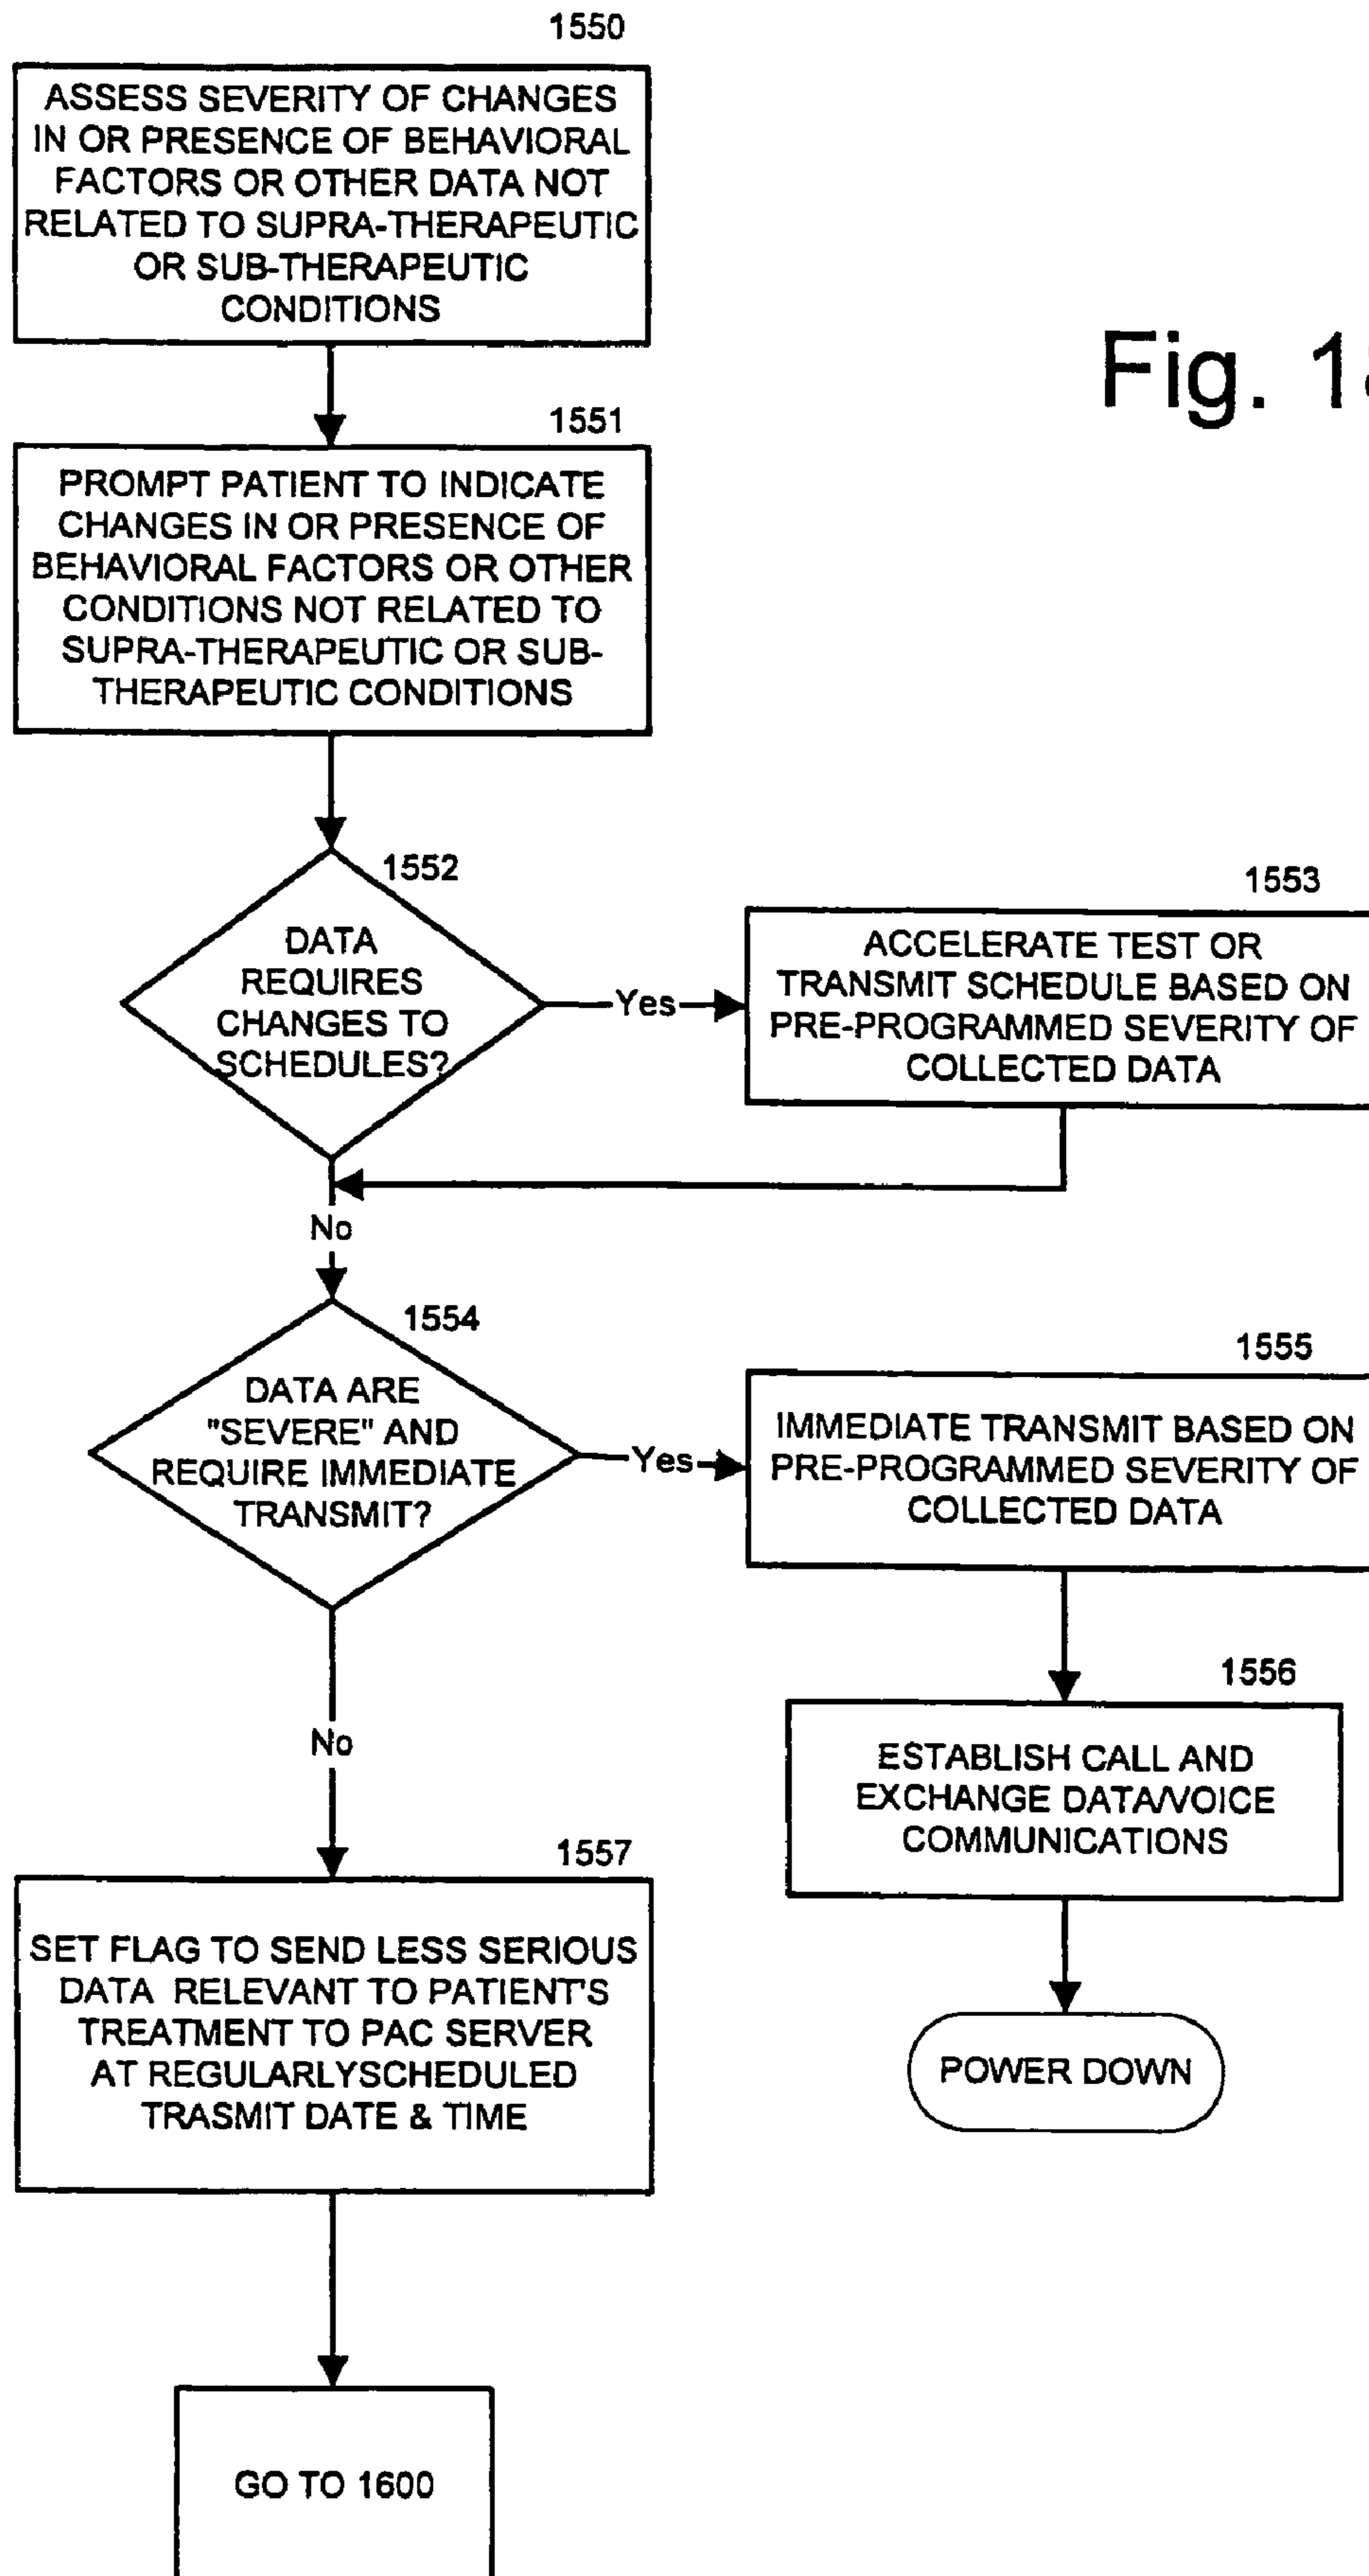 1550
ASSESS SEVERITY OF CHANGES
IN OR PRESENCE OF BEHAVIORAL
FACTORS OR OTHER DATA NOT
RELATED TO SUPRA-THERAPEUTIC
OR SUB-THERAPEUTIC
CONDITIONS
Fig. 18
1551
PROMPT PATIENT TO INDICATE
CHANGES IN OR PRESENCE OF
BEHAVIORAL FACTORS OR OTHER
CONDITIONS NOT RELATED TO
SUPRA-THERAPEUTIC OR SUB-
THERAPEUTIC CONDITIONS
1552
DATA
REQUIRES
CHANGES TO
SCHEDULES?
Yes
1553
ACCELERATE TEST OR
TRANSMIT SCHEDULE BASED ON
PRE-PROGRAMMED SEVERITY OF
COLLECTED DATA
No
1554
DATA ARE
"SEVERE" AND
REQUIRE IMMEDIATE
TRANSMIT?
Yes
1555
IMMEDIATE TRANSMIT BASED ON
PRE-PROGRAMMED SEVERITY OF
COLLECTED DATA
1556
ESTABLISH CALL AND
EXCHANGE DATA/VOICE
COMMUNICATIONS
No
1557
SET FLAG TO SEND LESS SERIOUS
DATA RELEVANT TO PATIENT'S
TREATMENT TO PAC SERVER
AT REGULARLYSCHEDULED
TRASMIT DATE & TIME
POWER DOWN
GO TO 1600